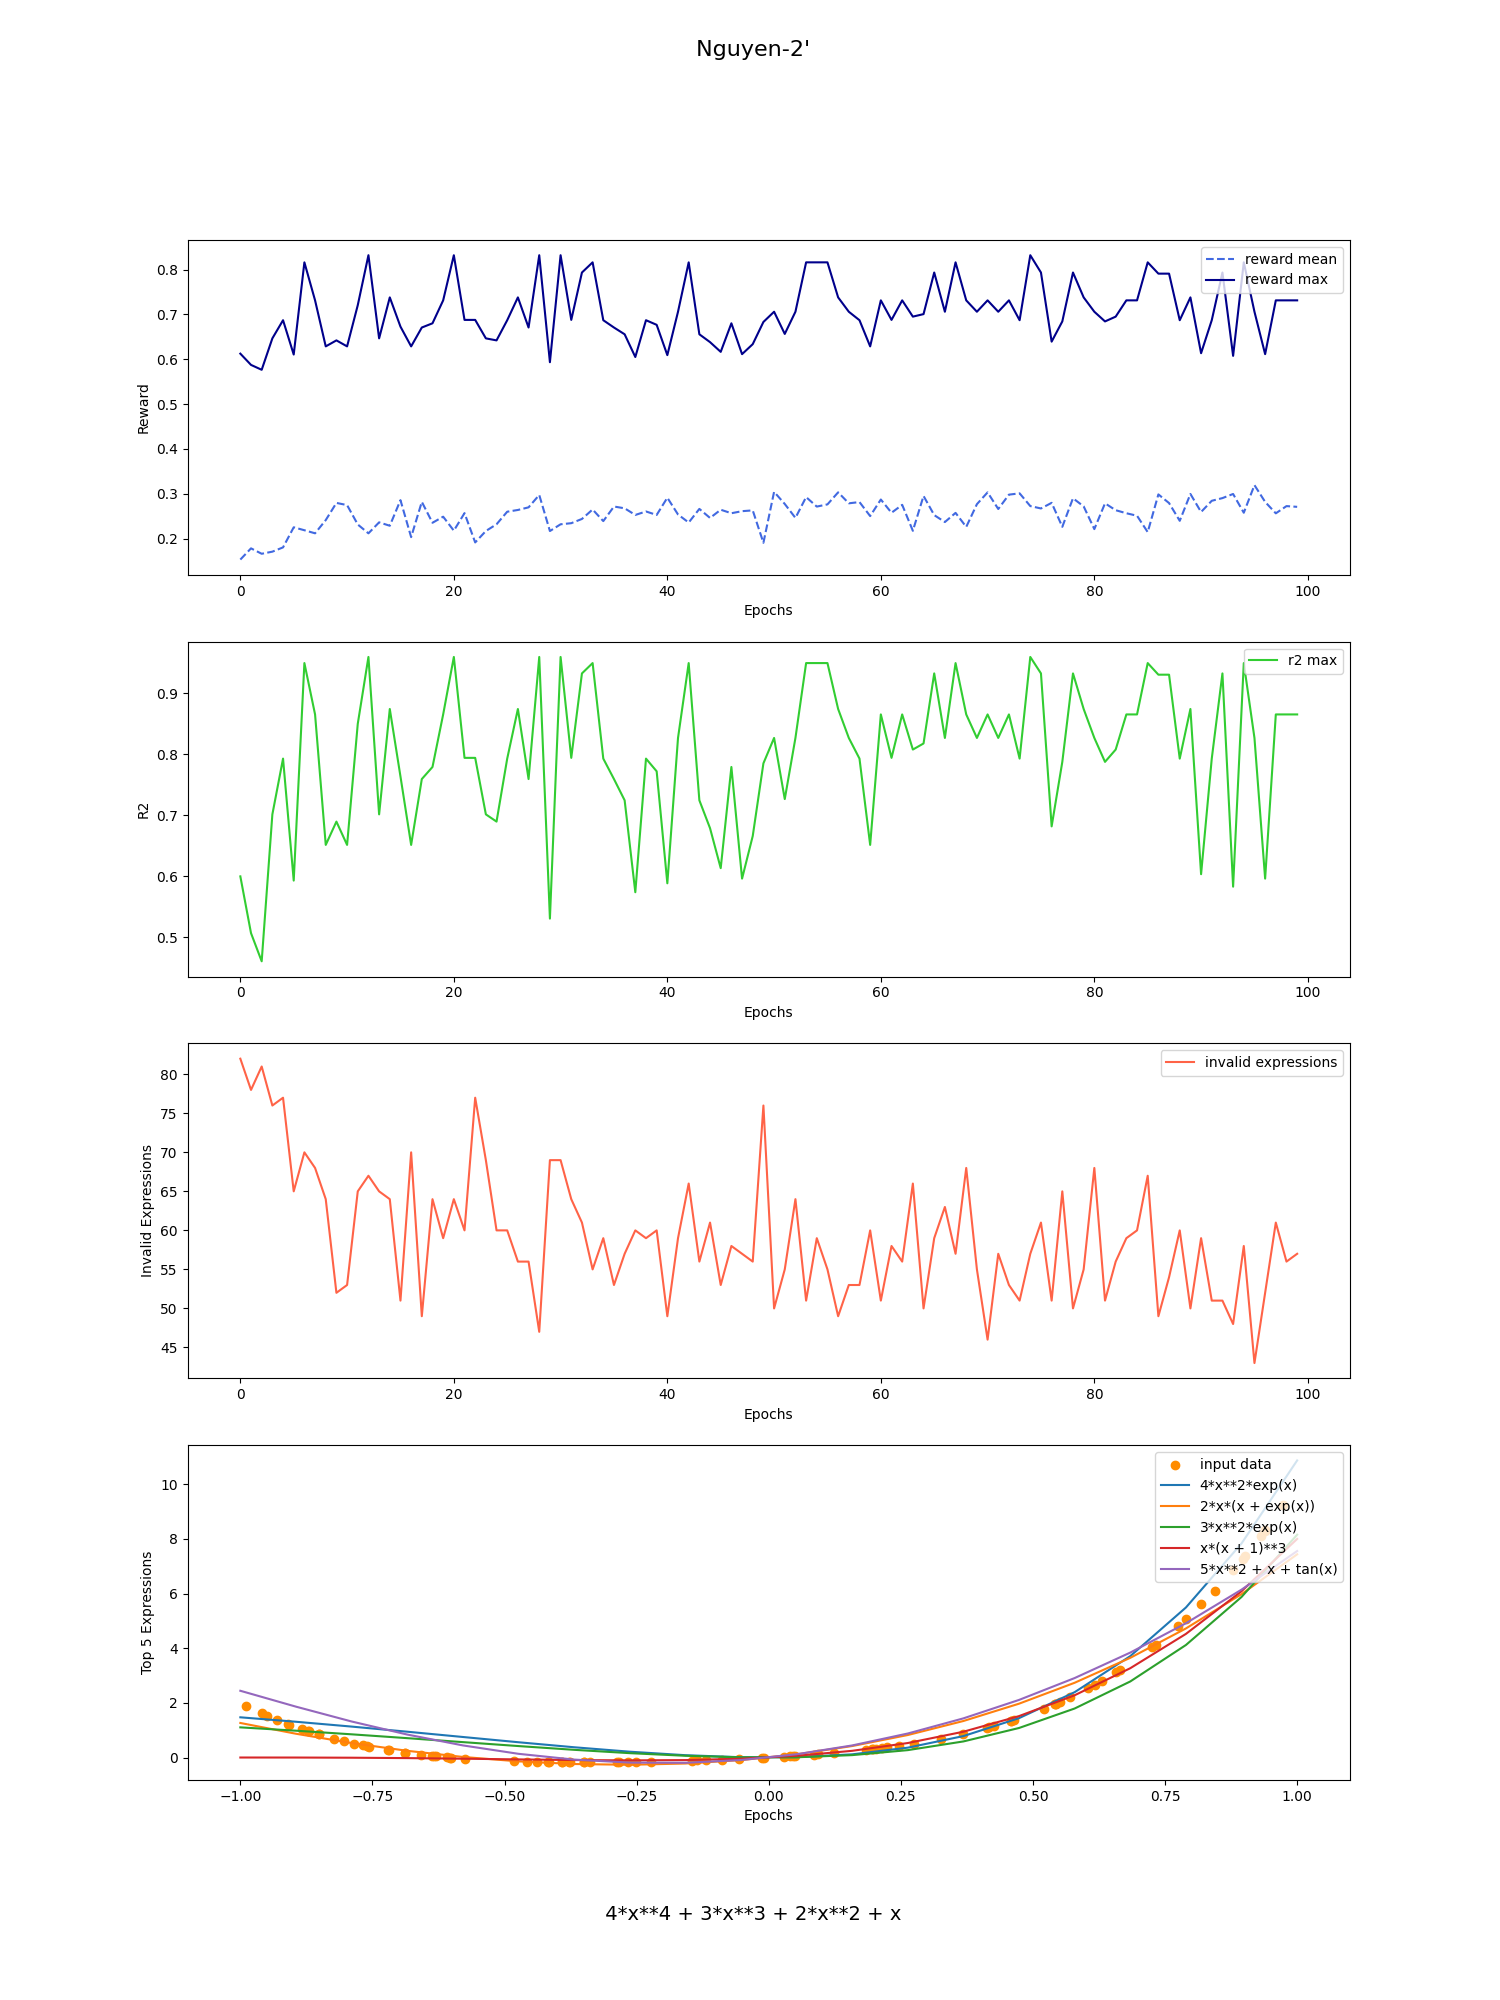 Nguyen-2'
reward mean
reward max
0.8
0.7
0.6
0.5
0.4
0.3
0.2
Reward
0 20 40 60 80 100
Epochs
r2 max
0.9
0.8
0.7
0.6
0.5
R2
0 20 40 60 80 100
Epochs
invalid expressions
80
75
70
65
60
55
50
45
Invalid Expressions
0 20 40 60 80 100
Epochs
input data
4*x**2*exp(x)
2*x*(x + exp(x))
3*x**2*exp(x)
x*(x + 1)**3
5*x**2 + x + tan(x)
10
8
6
4
2
0
Top 5 Expressions
−1.00 −0.75 −0.50 −0.25 0.00 0.25 0.50 0.75 1.00
Epochs
4*x**4 + 3*x**3 + 2*x**2 + x